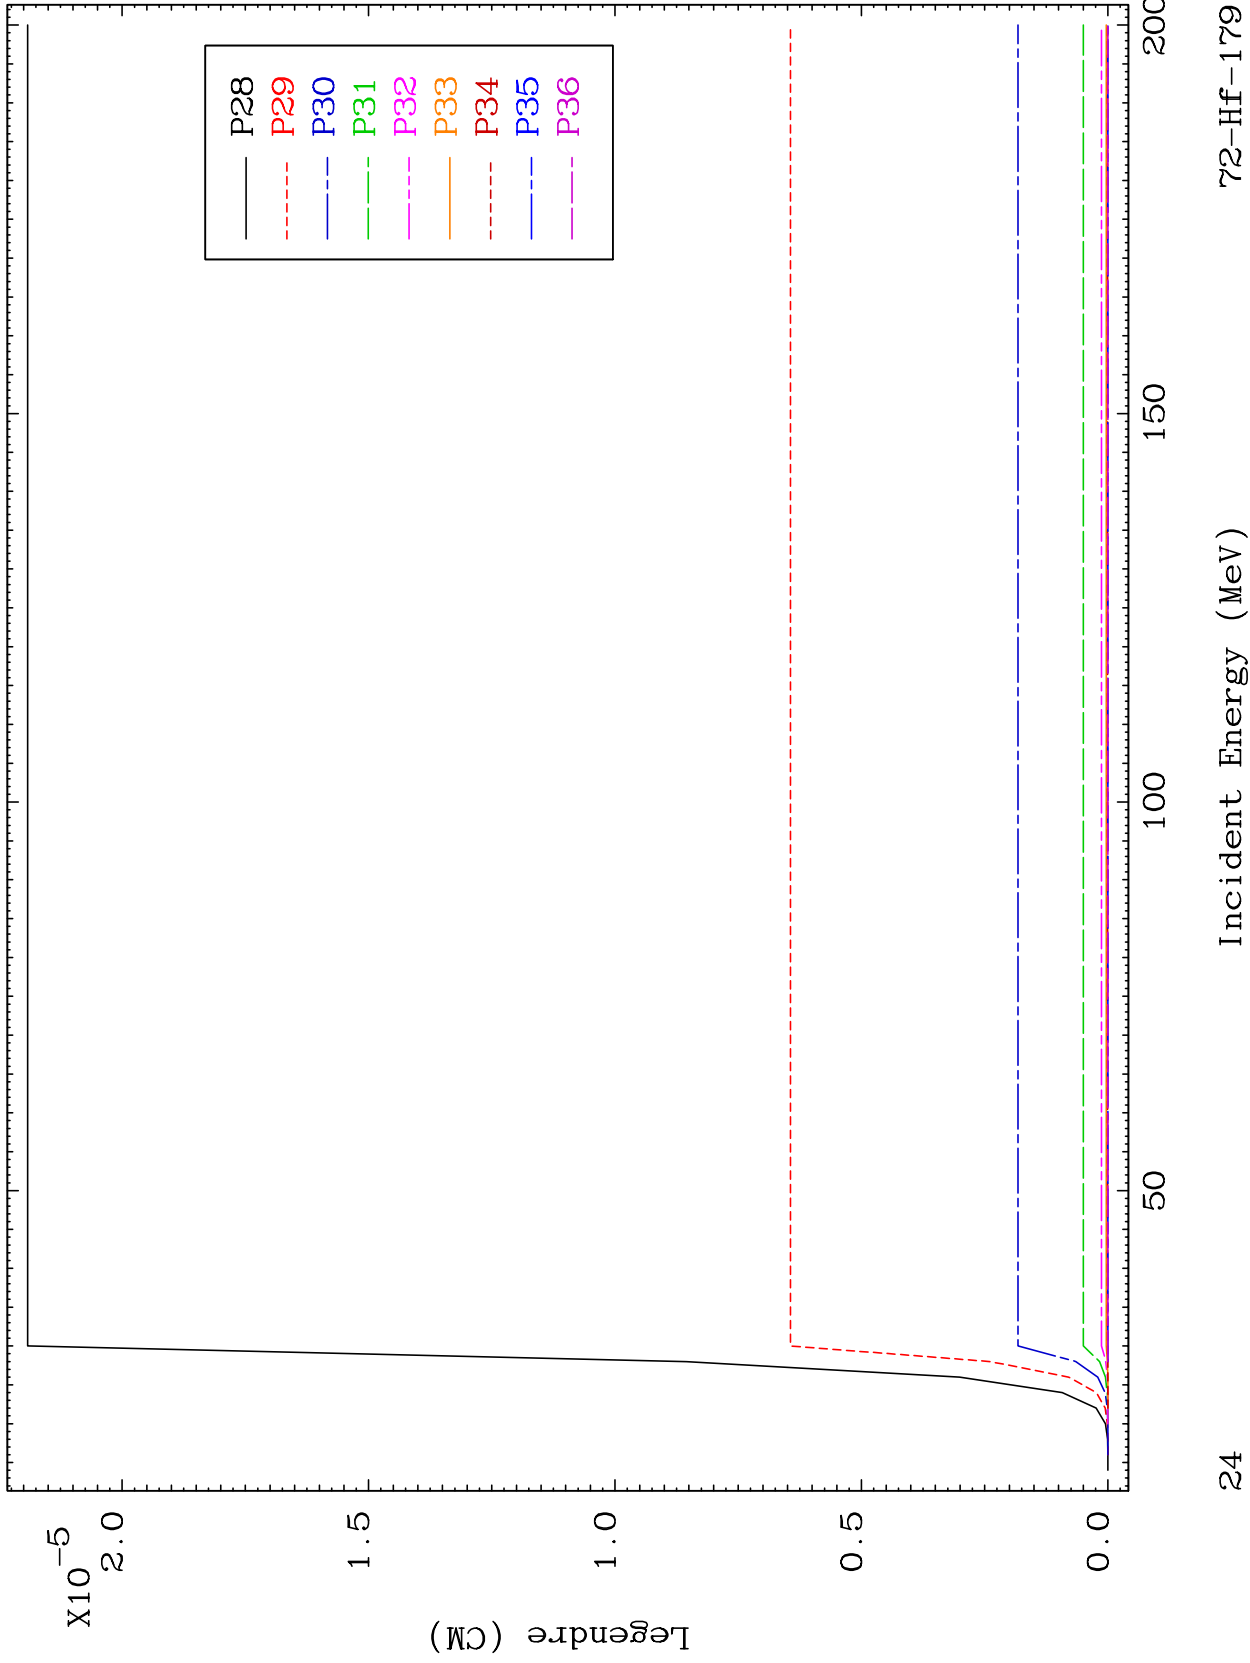 X10-5
2.0
1.5
1.0
0.5
0.0
Legendre (CM)
P28
P29
P30
P31
P32
P33
P34
P35
P36
50
100
150
200
Incident Energy (MeV)
24
72-Hf-179